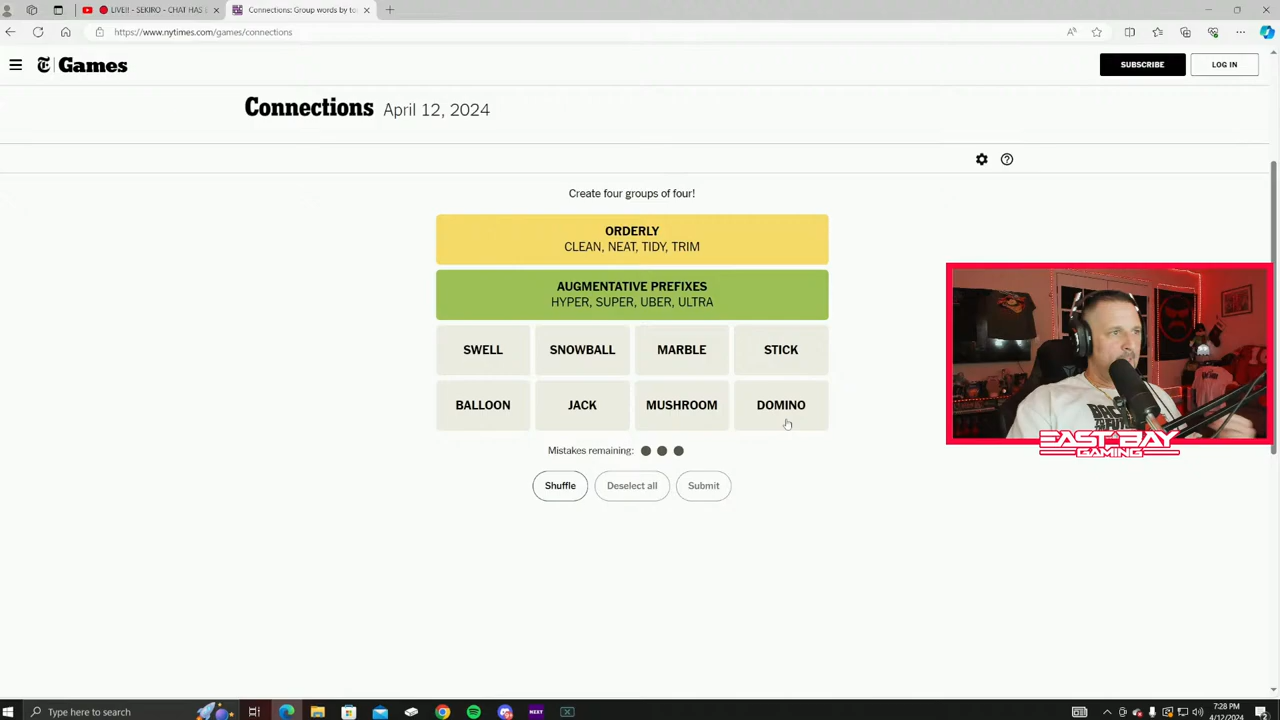 LIVE!! - SEKIRO - CHAT HAS
Connections: Group words by to
https://www.nytimes.com/games/connections
Games
SUBSCRIBE
LOG IN
Connections April 12, 2024
Create four groups of four!
ORDERLY
CLEAN, NEAT, TIDY, TRIM
AUGMENTATIVE PREFIXES
HYPER, SUPER, UBER, ULTRA
SWELL SNOWBALL MARBLE STICK
BALLOON JACK MUSHROOM DOMINO
Mistakes remaining:
Shuffle Deselect all Submit
EAST BAY
GAMING
Type here to search
NEXT
7:28 PM